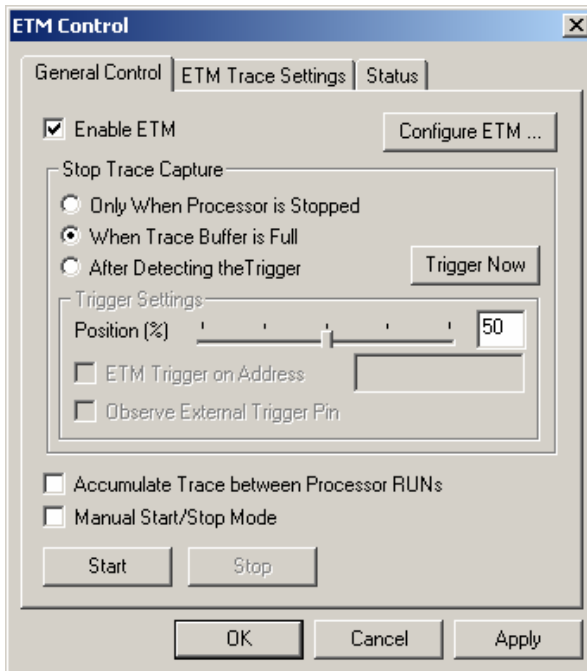 ETM Control
General Control ETM Trace Settings Status
Enable ETM Configure ETM ...
Stop Trace Capture
Only When Processor is Stopped
When Trace Buffer is Full
After Detecting theTrigger Trigger Now
Trigger Settings
Position (%) 50
ETM Trigger on Address
Observe External Trigger Pin
Accumulate Trace between Processor RUNs
Manual Start/Stop Mode
Start Stop
OK Cancel Apply